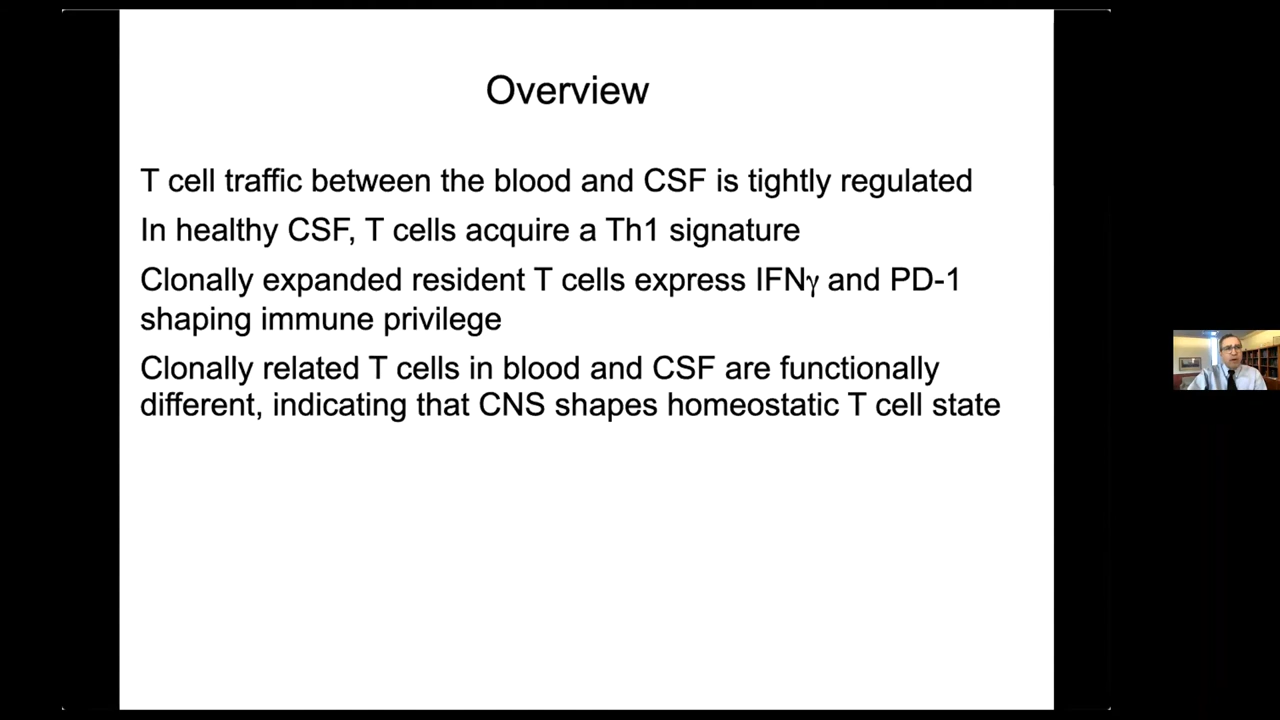 Overview
T cell traffic between the blood and CSF is tightly regulated
In healthy CSF, T cells acquire a Th1 signature
Clonally expanded resident T cells express IFNγ and PD-1
shaping immune privilege
Clonally related T cells in blood and CSF are functionally
different, indicating that CNS shapes homeostatic T cell state